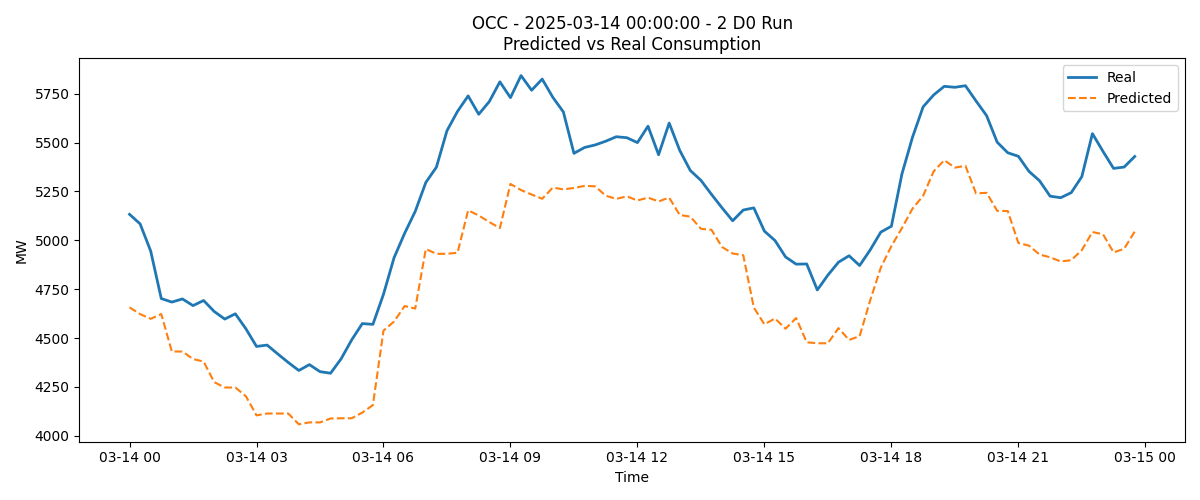 OCC - 2025-03-14 00:00:00 - 2 D0 Run
Predicted vs Real Consumption
Real
Predicted
MW
5750
5500
5250
5000
4750
4500
4250
4000
03-14 00
03-14 03
03-14 06
03-14 09
03-14 12
03-14 15
03-14 18
03-14 21
03-15 00
Time